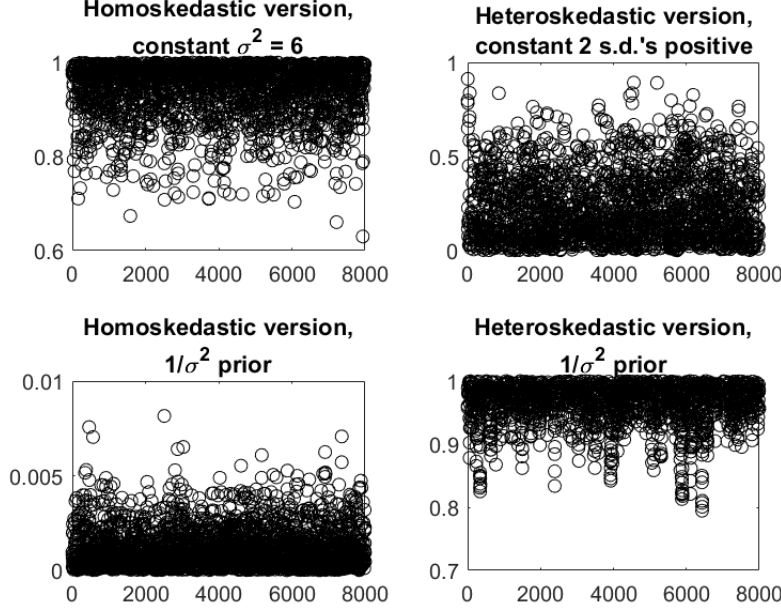 Homoskedastic version,
constant σ² = 6
1
0.8
0.6
0 2000 4000 6000 8000
Heteroskedastic version,
constant 2 s.d.'s positive
1
0.5
0
0 2000 4000 6000 8000
Homoskedastic version,
1/σ² prior
0.01
0.005
0
0 2000 4000 6000 8000
Heteroskedastic version,
1/σ² prior
1
0.9
0.8
0.7
0 2000 4000 6000 8000